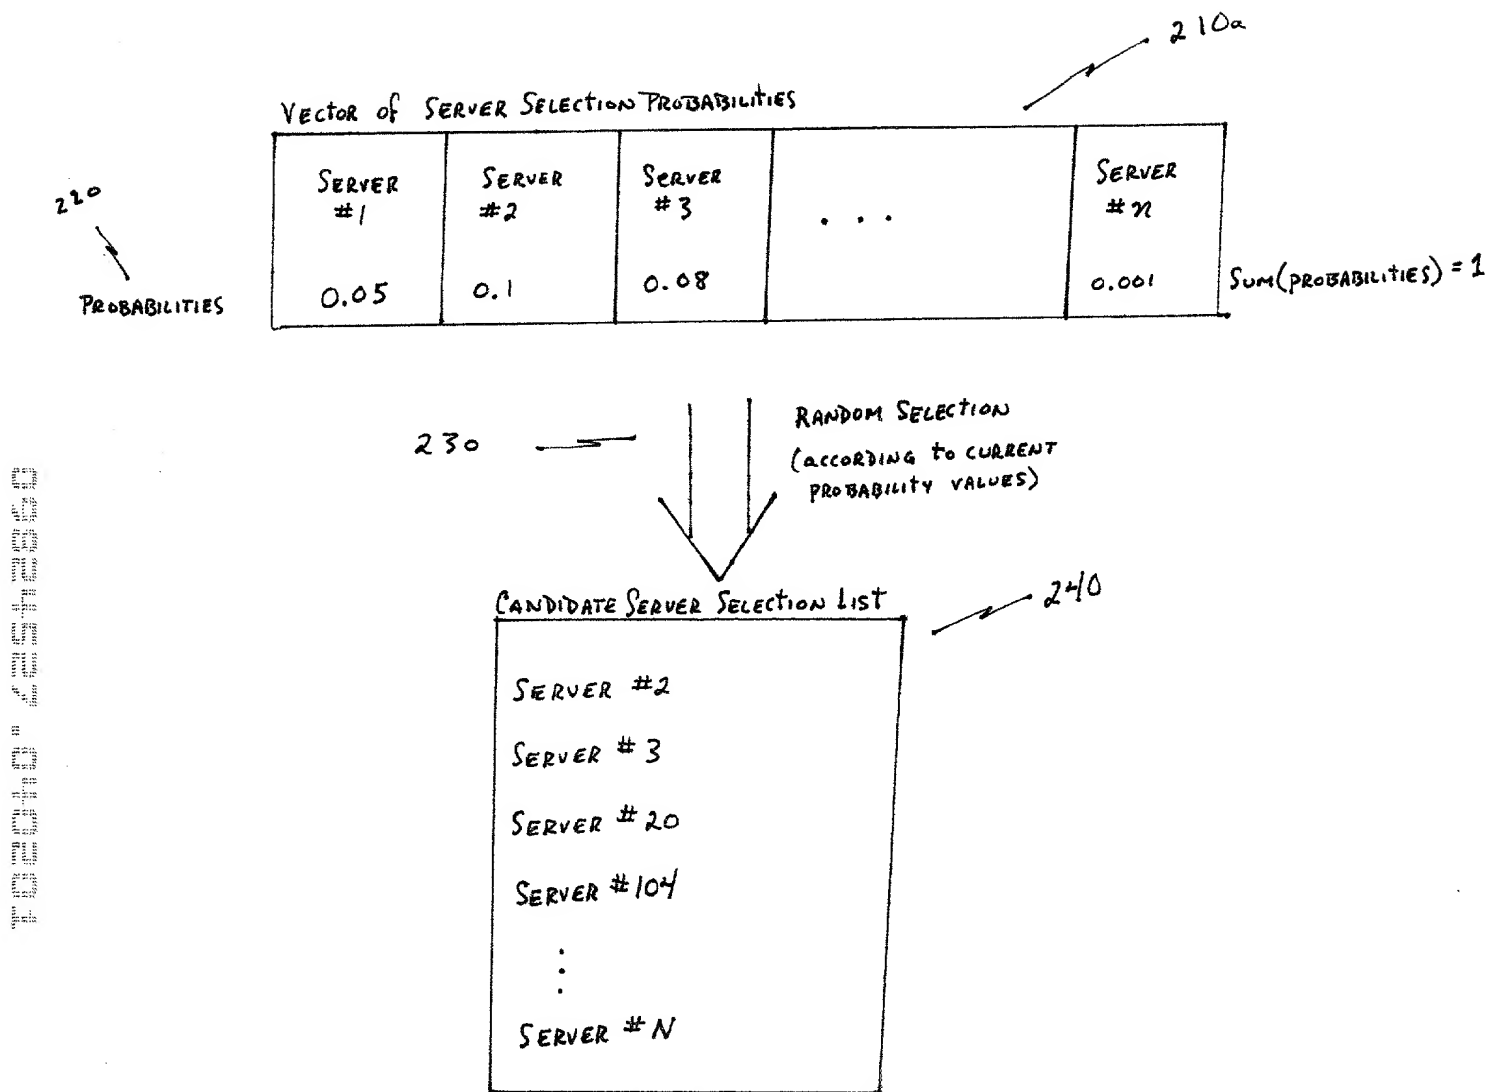 210a
Vector of Server Selection Probabilities
Server #1
Server #2
Server #3
. . .
Server #n
220
Probabilities
0.05
0.1
0.08
0.001
Sum(probabilities) = 1
230
Random Selection
(according to current
probability values)
Candidate Server Selection List
240
Server #2
Server #3
Server #20
Server #104
Server #N